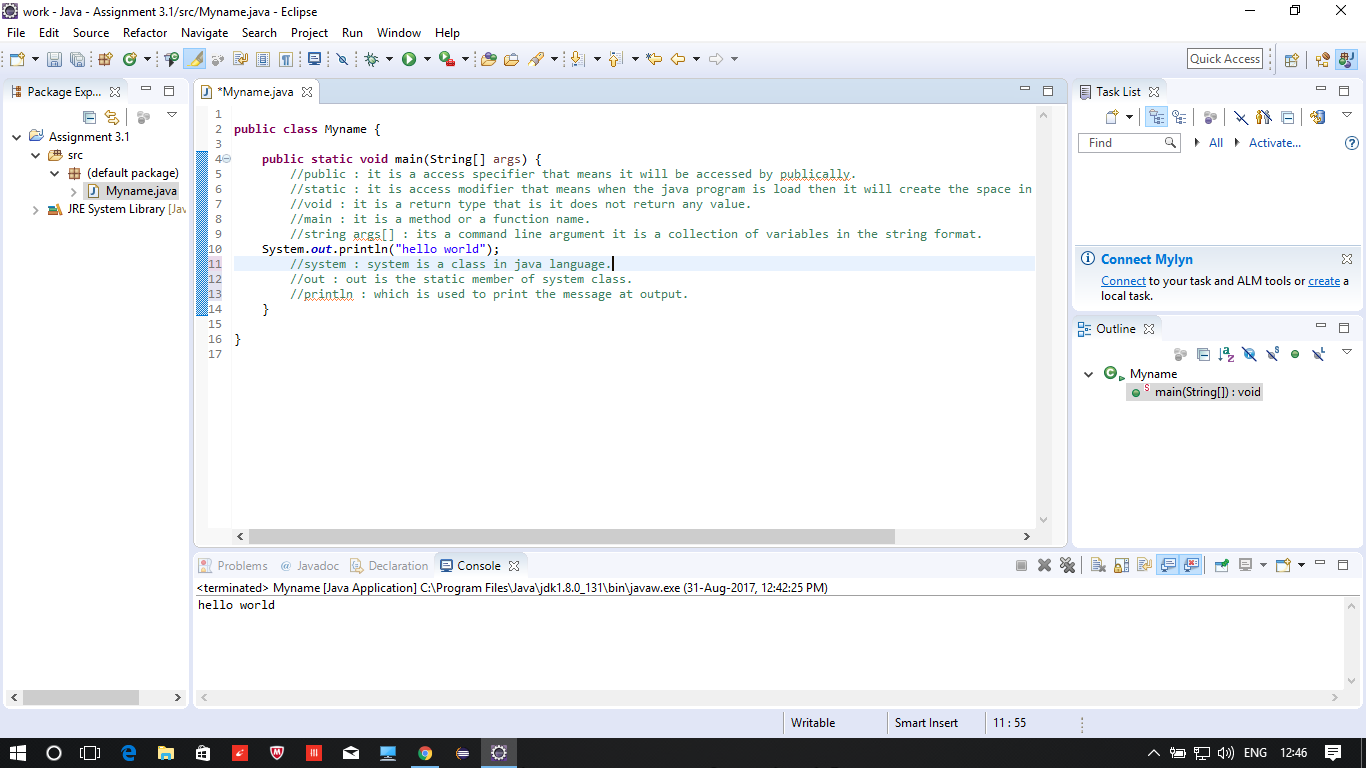 work - Java - Assignment 3.1/src/Myname.java - Eclipse
File Edit Source Refactor Navigate Search Project Run Window Help
Quick Access
Package Exp...
Assignment 3.1
src
(default package)
Myname.java
JRE System Library [Jav
*Myname.java
1
2 public class Myname {
3
4     public static void main(String[] args) {
5         //public : it is a access specifier that means it will be accessed by publically.
6         //static : it is access modifier that means when the java program is load then it will create the space in
7         //void : it is a return type that is it does not return any value.
8         //main : it is a method or a function name.
9         //string args[] : its a command line argument it is a collection of variables in the string format.
10     System.out.println("hello world");
11         //system : system is a class in java language.
12         //out : out is the static member of system class.
13         //println : which is used to print the message at output.
14     }
15
16 }
17
Task List
Find All Activate...
Connect Mylyn
Connect to your task and ALM tools or create a
local task.
Outline
Myname
main(String[]) : void
Problems @ Javadoc Declaration Console
<terminated> Myname [Java Application] C:\Program Files\Java\jdk1.8.0_131\bin\javaw.exe (31-Aug-2017, 12:42:25 PM)
hello world
Writable Smart Insert 11 : 55
ENG 12:46